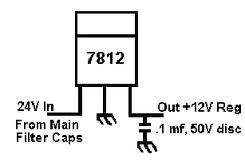 7812
24V In
From Main
Filter Caps
Out +12V Reg
.1 mf, 50V disc